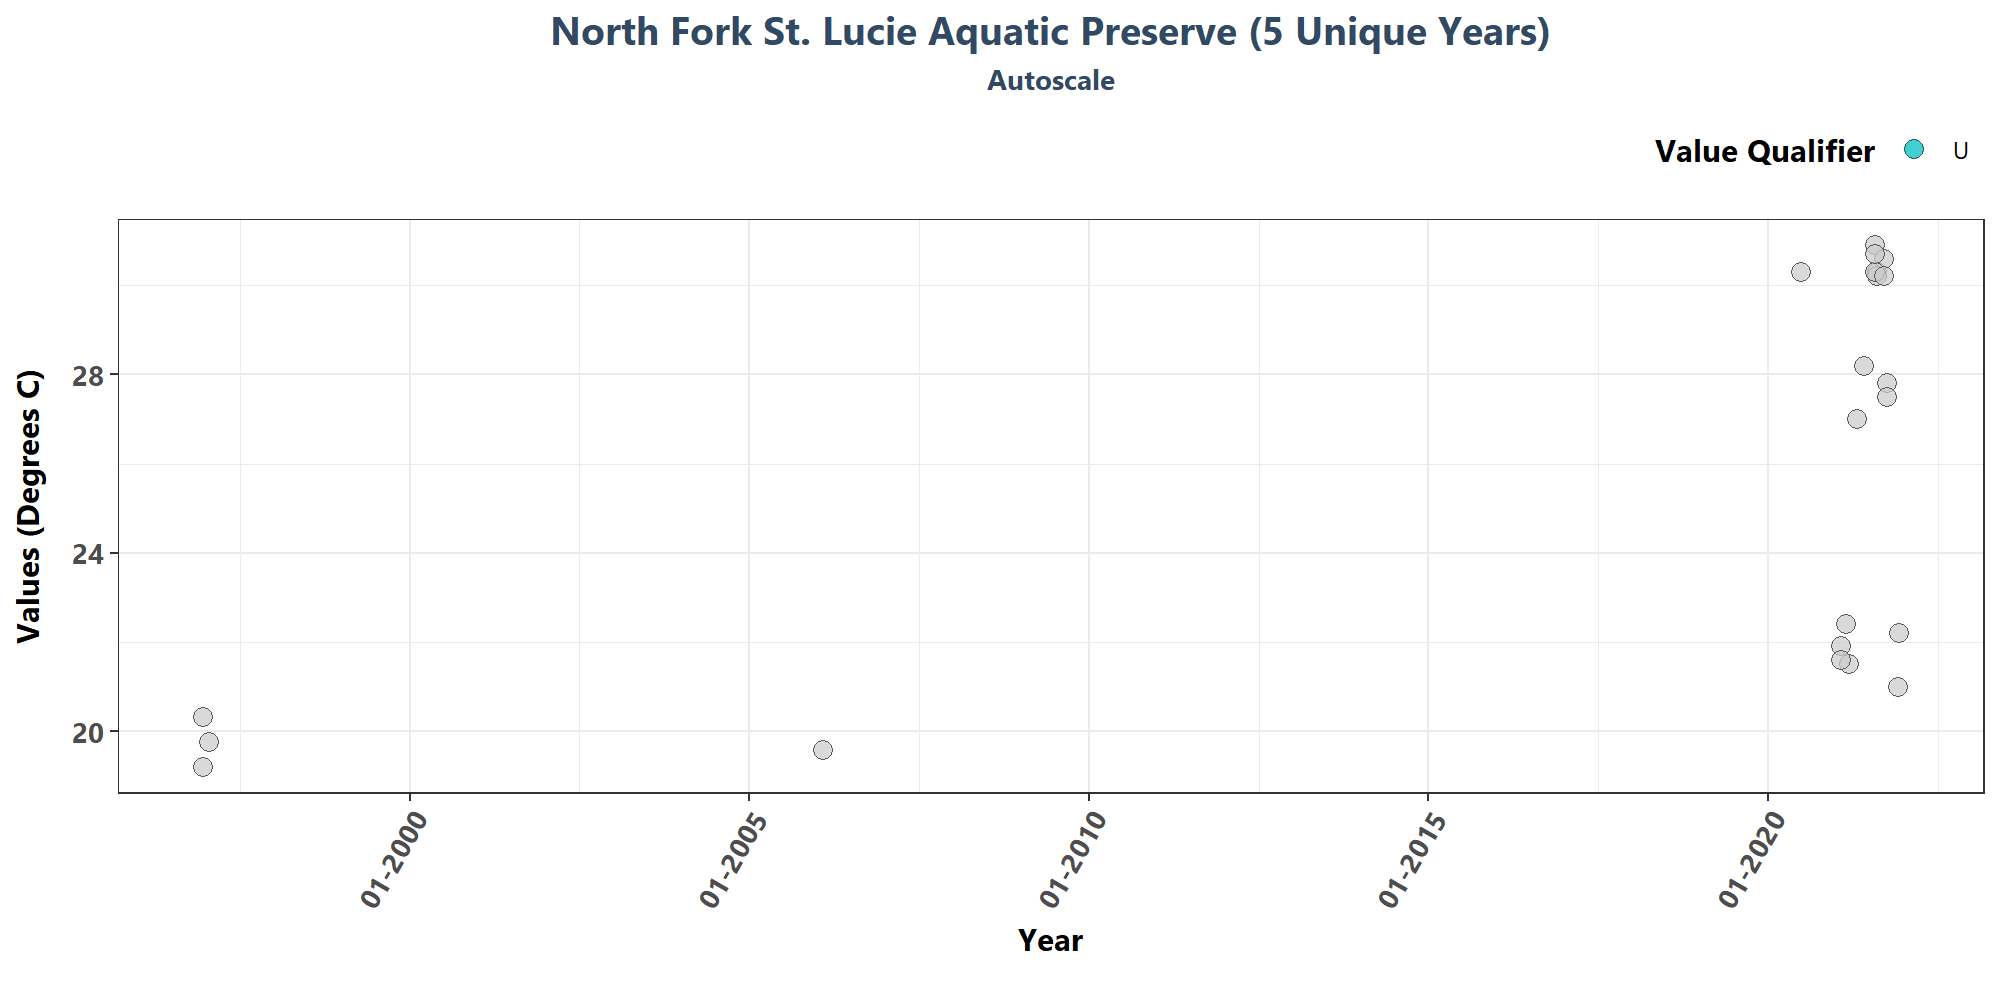 North Fork St. Lucie Aquatic Preserve (5 Unique Years)
Autoscale
Value Qualifier U
Values (Degrees C)
28
24
20
01-2000
01-2005
01-2010
01-2015
01-2020
Year